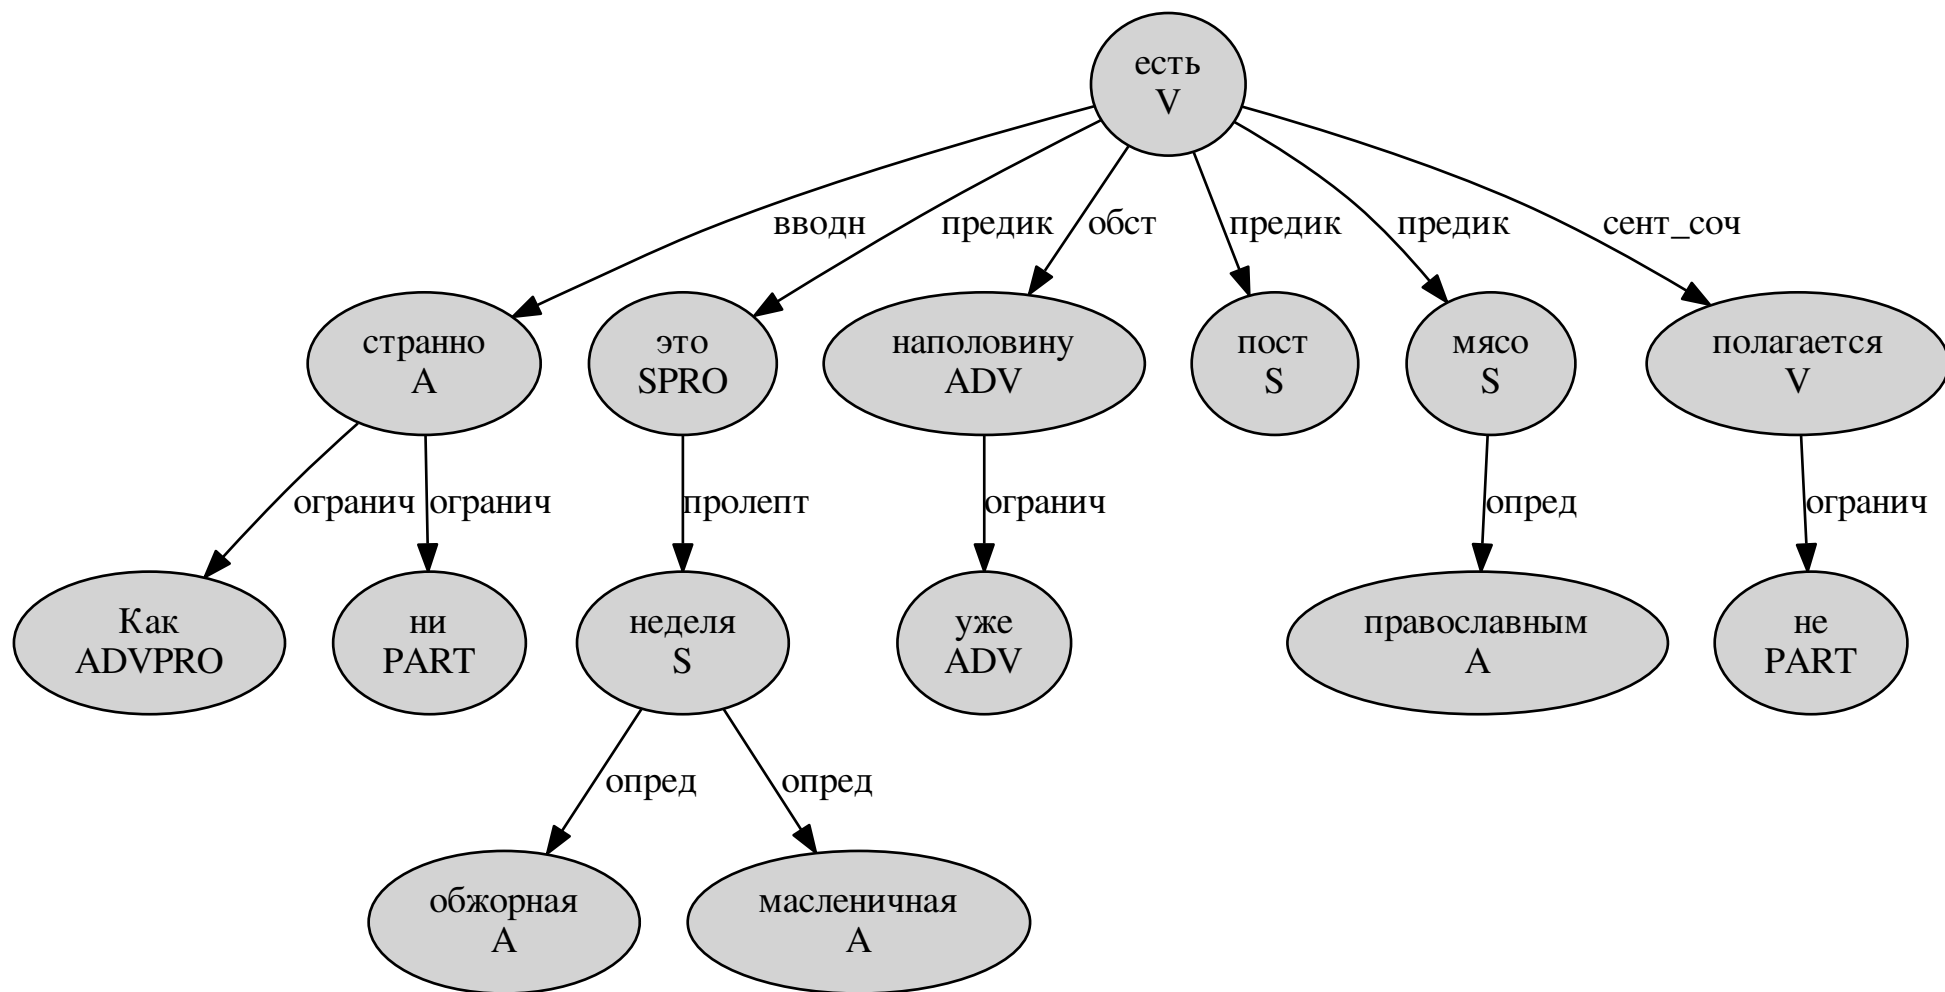 есть
V
вводн
предик
обст
предик
предик
сент_соч
странно
A
это
SPRO
наполовину
ADV
пост
S
мясо
S
полагается
V
огранич
огранич
пролепт
огранич
опред
огранич
Как
ADVPRO
ни
PART
неделя
S
уже
ADV
православным
A
не
PART
опред
опред
обжорная
A
масленичная
A